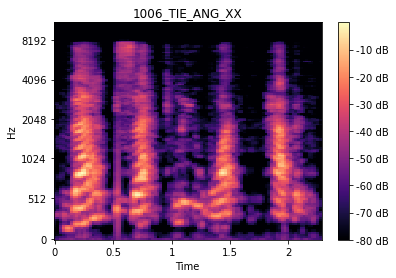 1006_TIE_ANG_XX
8192
4096
2048
1024
512
0
Hz
0
0.5
1
1.5
2
Time
-10 dB
-20 dB
-30 dB
-40 dB
-50 dB
-60 dB
-70 dB
-80 dB